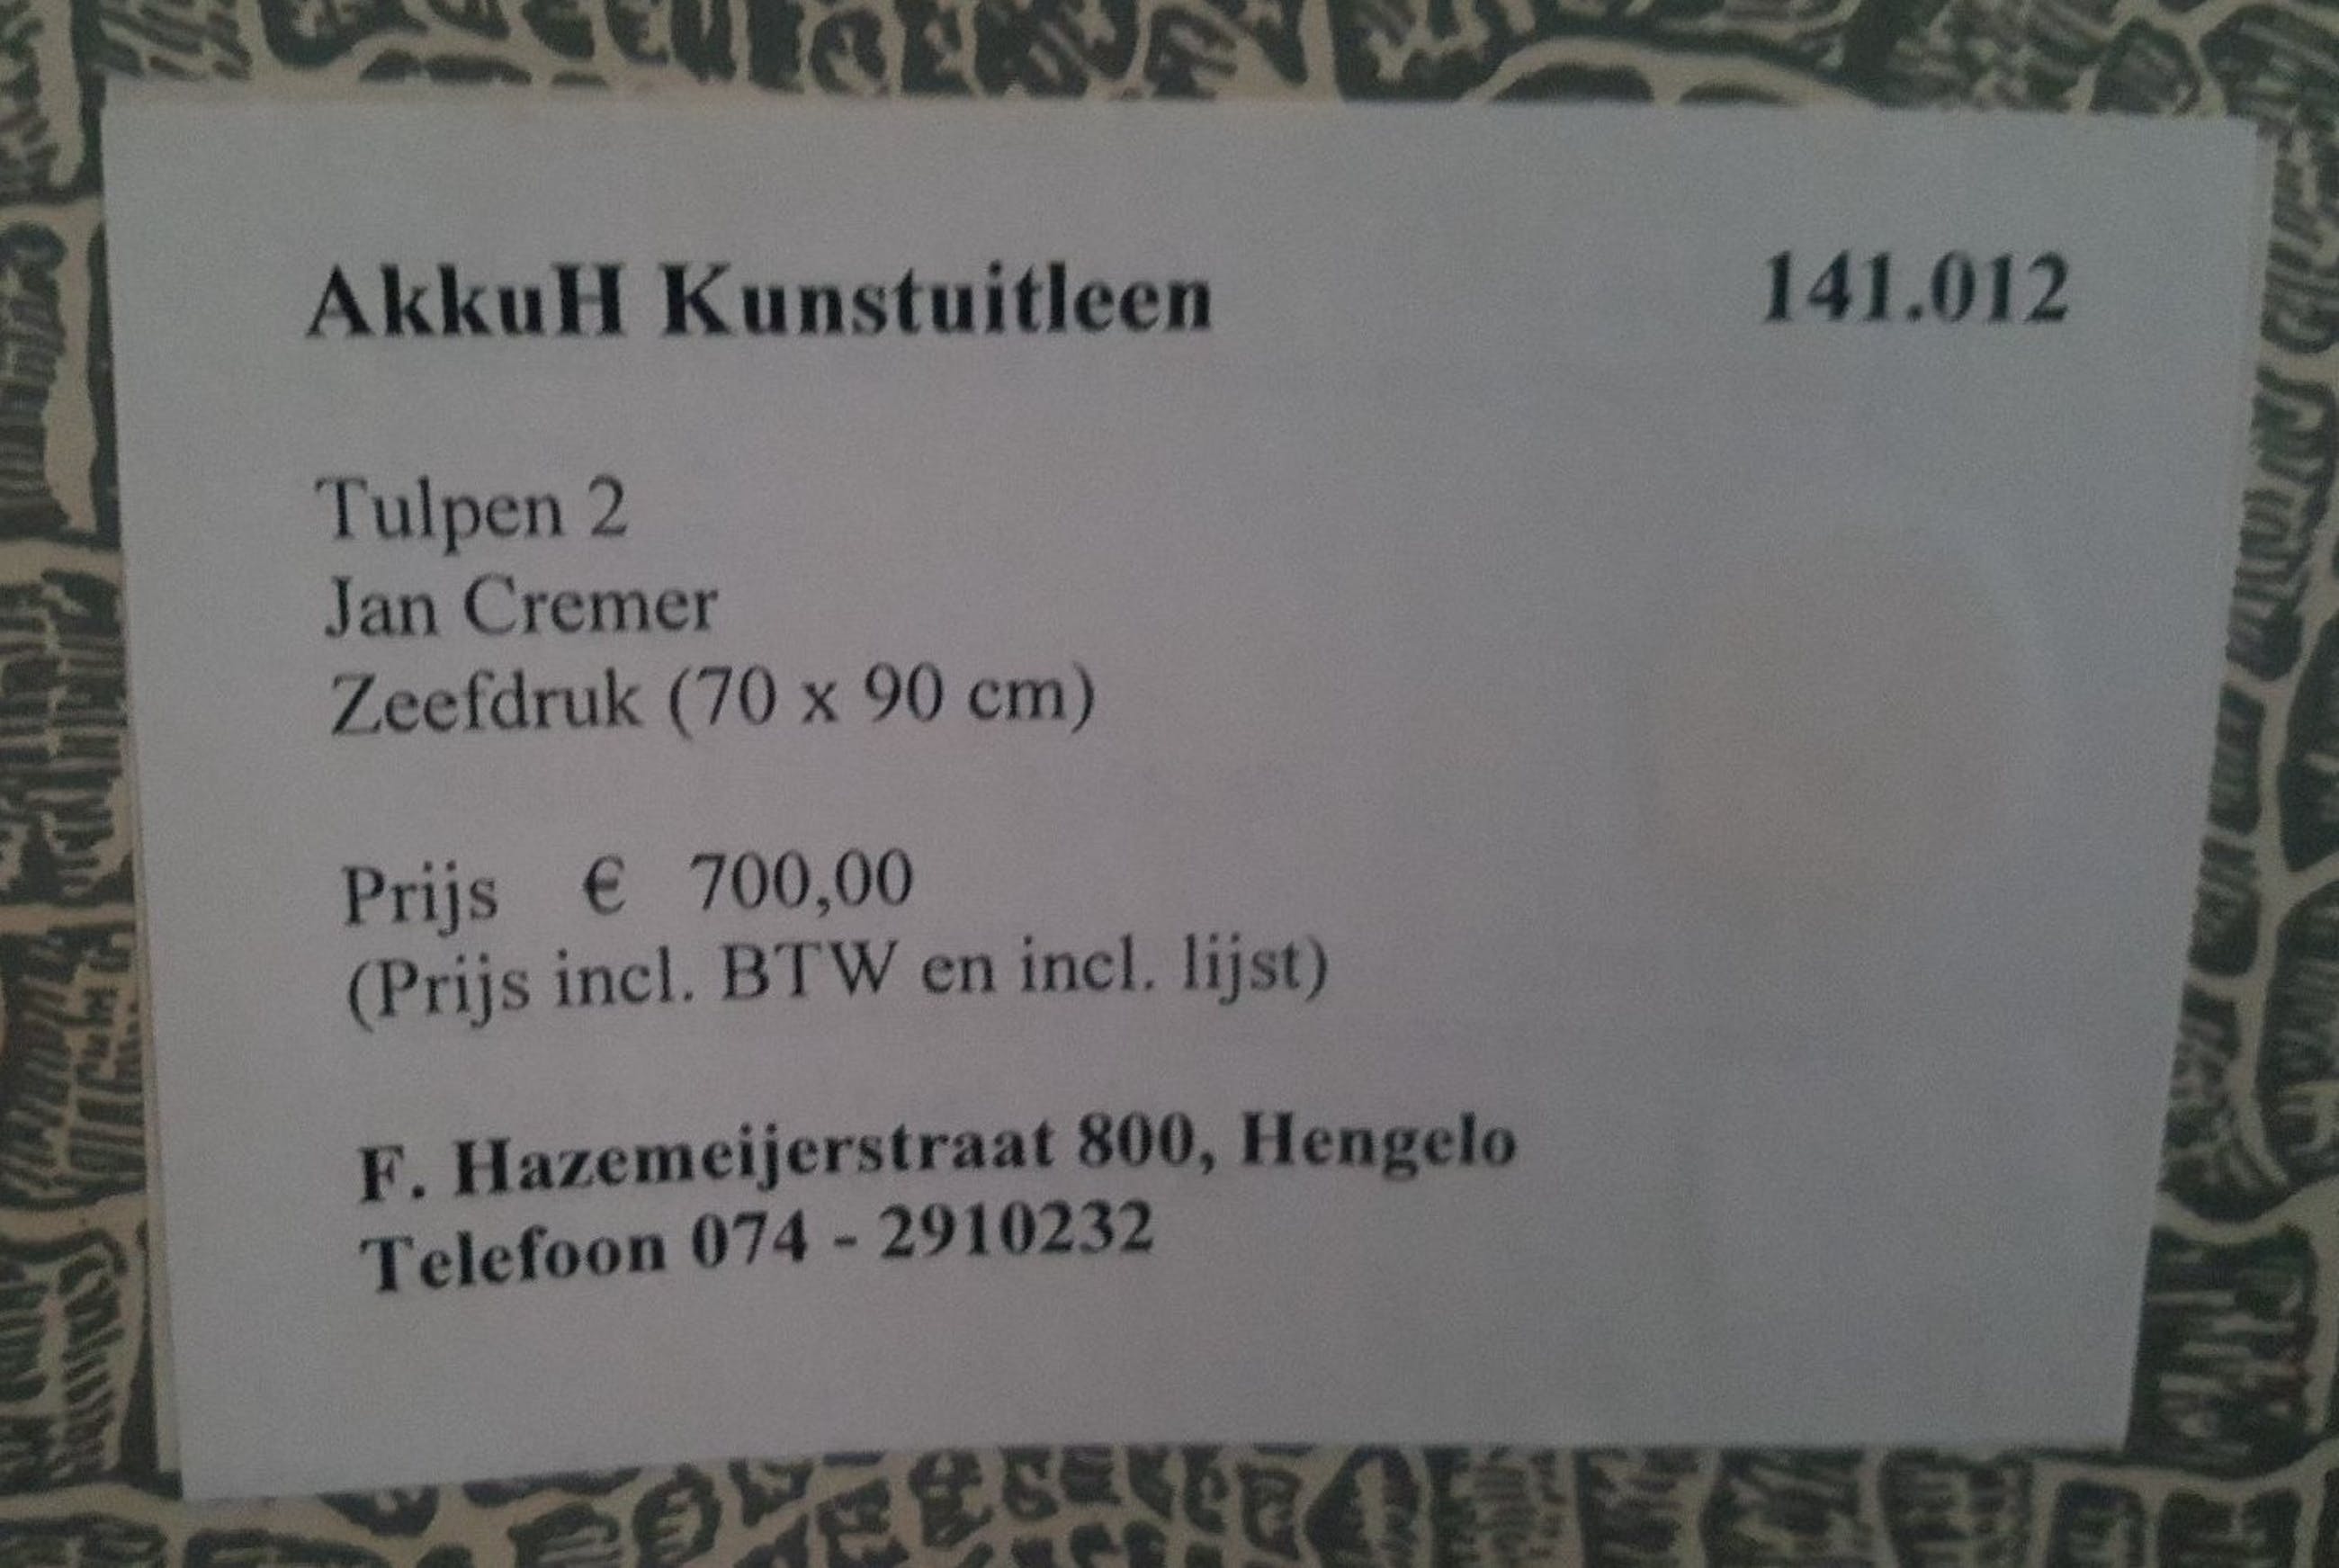 AkkuH Kunstuitleen 141.012
Tulpen 2
Jan Cremer
Zeefdruk (70 x 90 cm)
Prijs € 700,00
(Prijs incl. BTW en incl. lijst)
F. Hazemeijerstraat 800, Hengelo
Telefoon 074 - 2910232